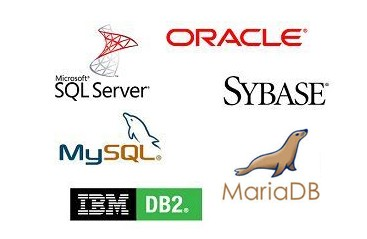 ORACLE®
Microsoft®
SQL Server®
SYBASE®
MySQL®
MariaDB
IBM DB2®